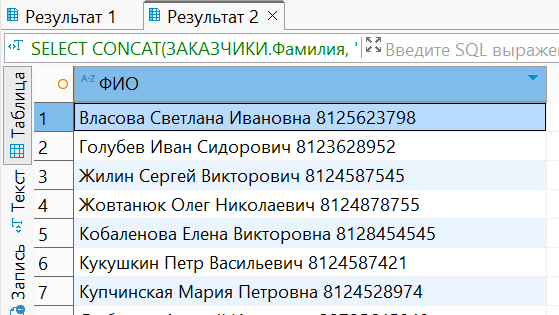 Результат 1
Результат 2
SELECT CONCAT(ЗАКАЗЧИКИ.Фамилия, '
Введите SQL выраже
Таблица
Текст
Запись
A-Z ФИО
1 Власова Светлана Ивановна 8125623798
2 Голубев Иван Сидорович 8123628952
3 Жилин Сергей Викторович 8124587545
4 Жовтанюк Олег Николаевич 8124878755
5 Кобаленова Елена Викторовна 8128454545
6 Кукушкин Петр Васильевич 8124587421
7 Купчинская Мария Петровна 8124528974